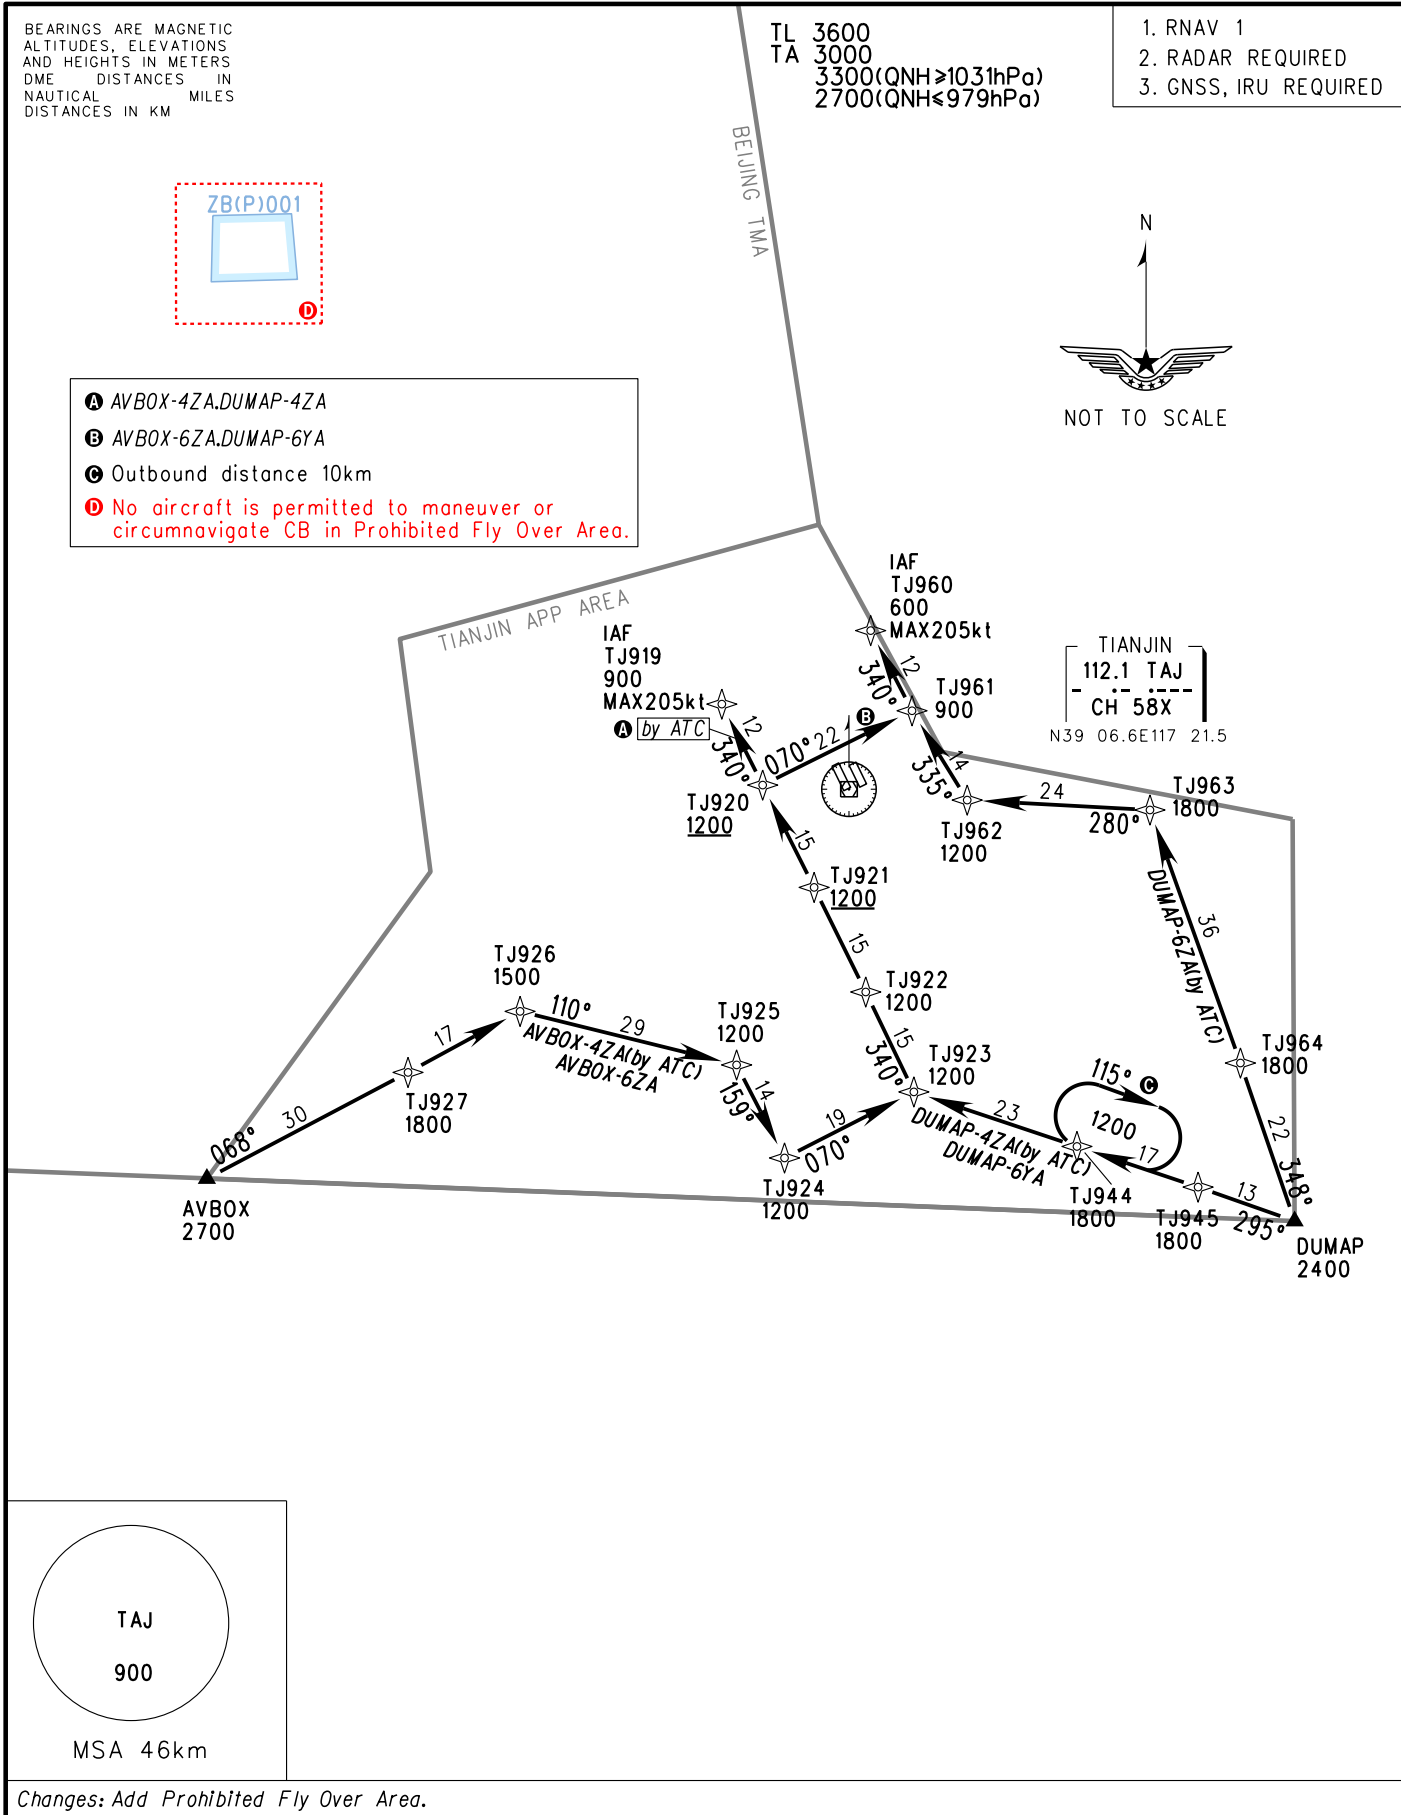 BEARINGS ARE MAGNETIC
ALTITUDES, ELEVATIONS
AND HEIGHTS IN METERS
DME DISTANCES IN
NAUTICAL MILES
DISTANCES IN KM
TL 3600
TA 3000
3300(QNH≥1031hPa)
2700(QNH≤979hPa)
1. RNAV 1
2. RADAR REQUIRED
3. GNSS, IRU REQUIRED
BEIJING TMA
ZB(P)001
D
N
NOT TO SCALE
A AVBOX-4ZA.DUMAP-4ZA
B AVBOX-6ZA.DUMAP-6YA
C Outbound distance 10km
D No aircraft is permitted to maneuver or
circumnavigate CB in Prohibited Fly Over Area.
TIANJIN APP AREA
IAF
TJ960
600
MAX205kt
IAF
TJ919
900
MAX205kt
A by ATC
12
340°
12
340°
TJ961
900
TIANJIN
112.1 TAJ
CH 58X
N39 06.6E117 21.5
070°
22
B
14
335°
TJ920
1200
TJ962
1200
24
280°
TJ963
1800
15
TJ921
1200
DUMAP-6ZA(by ATC)
36
15
TJ922
1200
TJ926
1500
17
110°
29
AVBOX-4ZA(by ATC)
AVBOX-6ZA
TJ925
1200
15
340°
TJ923
1200
TJ964
1800
30
068°
TJ927
1800
14
159°
19
070°
TJ924
1200
23
DUMAP-4ZA(by ATC)
DUMAP-6YA
115°
C
1200
17
TJ944
1800
TJ945
1800
13
295°
22
348°
AVBOX
2700
DUMAP
2400
TAJ
900
MSA 46km
Changes: Add Prohibited Fly Over Area.